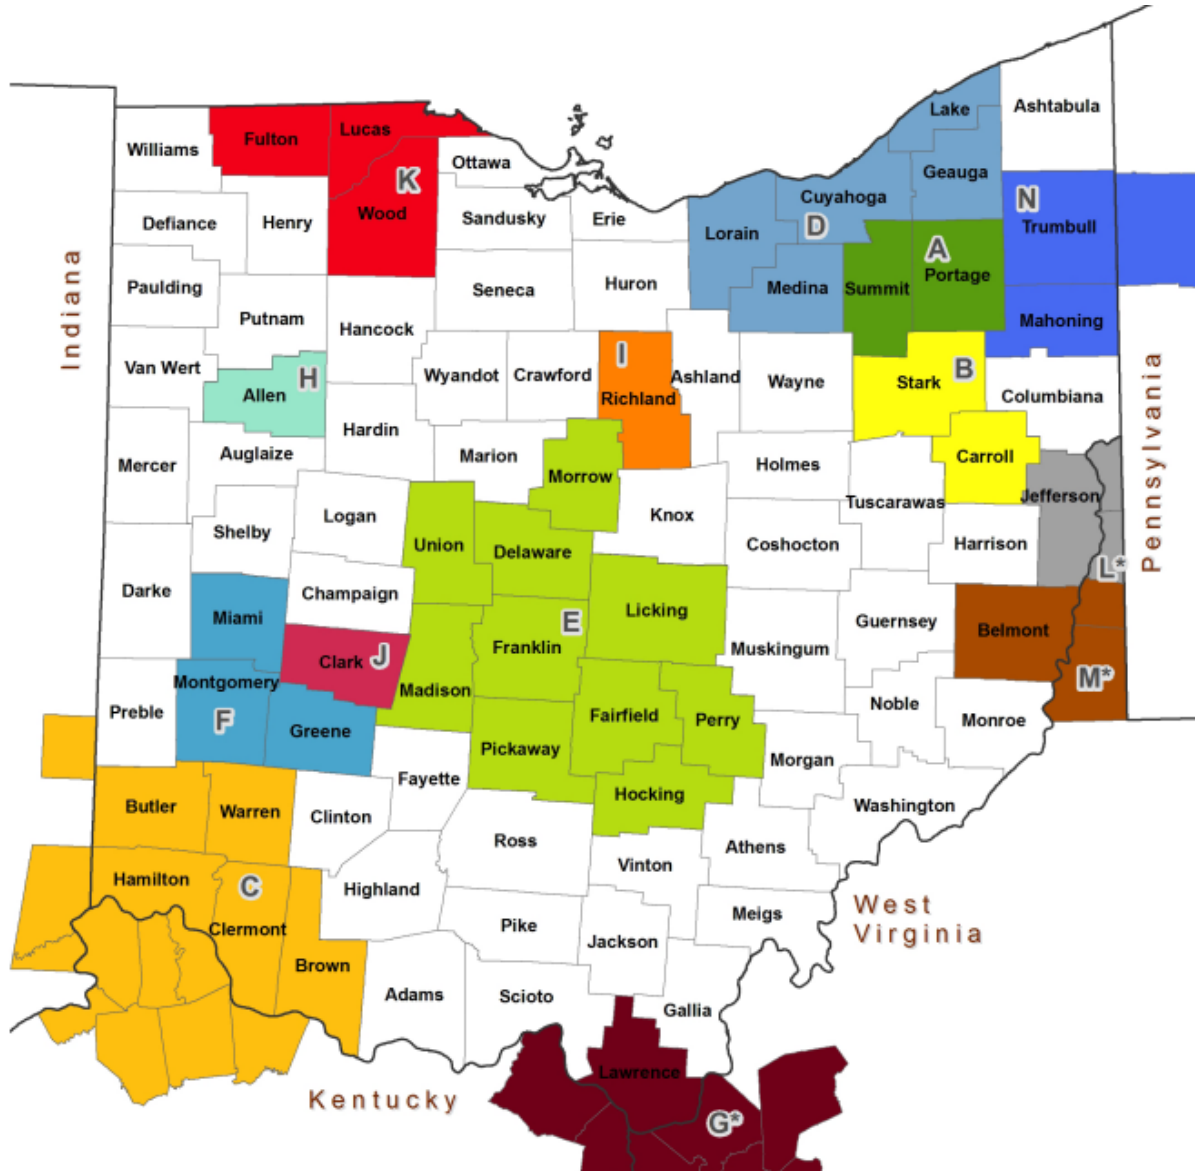 Lake
Ashtabula
Lucas
Fulton
Williams
Ottawa
Geauga
K
Cuyahoga
N
Wood
Sandusky
Erie
Defiance
Henry
Lorain
D
Trumbull
A
Portage
Indiana
Paulding
Seneca
Huron
Medina
Summit
Putnam
Hancock
Mahoning
I
Van Wert
H
Wyandot
Crawford
Ashland
Wayne
Stark
B
Allen
Richland
Columbiana
Pennsylvania
Hardin
Auglaize
Marion
Mercer
Morrow
Holmes
Carroll
Logan
Knox
Tuscarawas
Jefferson
Shelby
Union
Delaware
Coshocton
Harrison
L*
Darke
Champaign
Miami
Licking
Guernsey
Belmont
E
Franklin
Muskingum
Clark
J
Montgomery
Madison
M*
Preble
F
Greene
Fairfield
Perry
Noble
Monroe
Pickaway
Morgan
Fayette
Hocking
Butler
Warren
Clinton
Washington
Ross
Athens
Vinton
Hamilton
C
Highland
West
Virginia
Clermont
Pike
Meigs
Jackson
Brown
Adams
Scioto
Gallia
Lawrence
Kentucky
G*